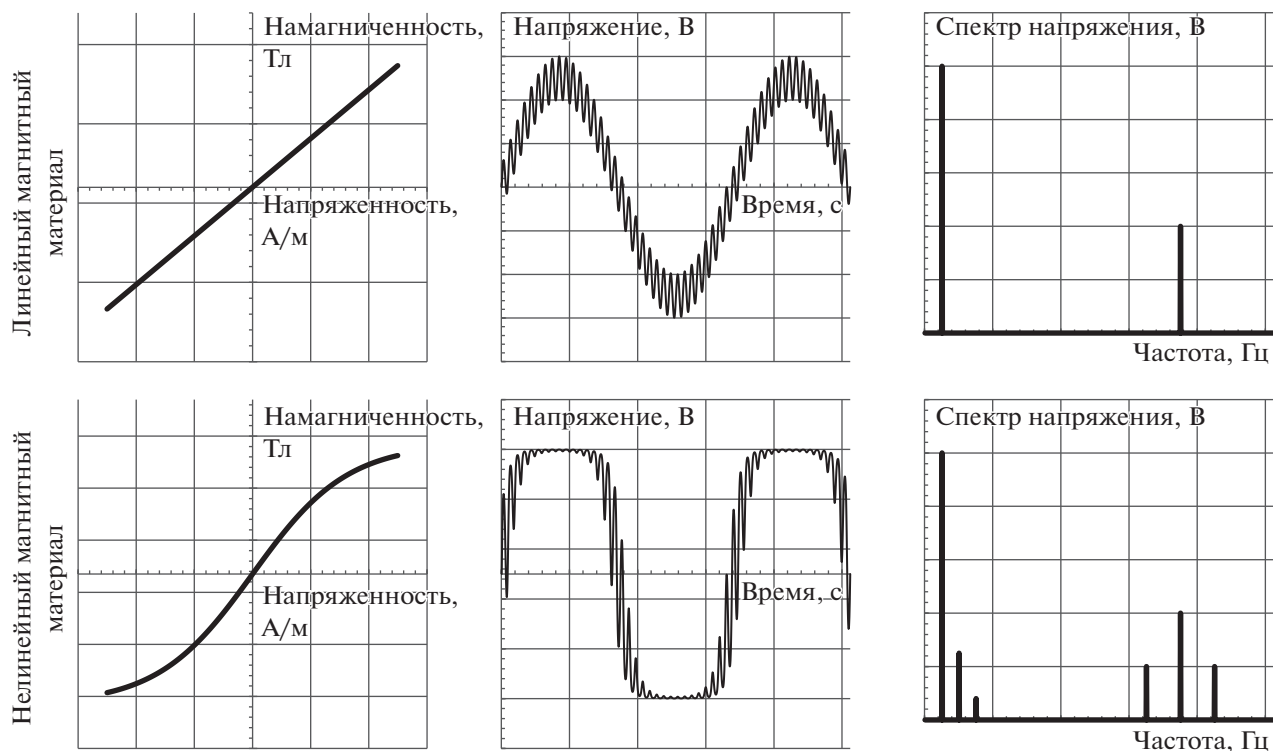 Линейный магнитный
материал
Намагниченность,
Тл
Напряженность,
А/м
Напряжение, В
Время, с
Спектр напряжения, В
Частота, Гц
Нелинейный магнитный
материал
Намагниченность,
Тл
Напряженность,
А/м
Напряжение, В
Время, с
Спектр напряжения, В
Частота, Гц